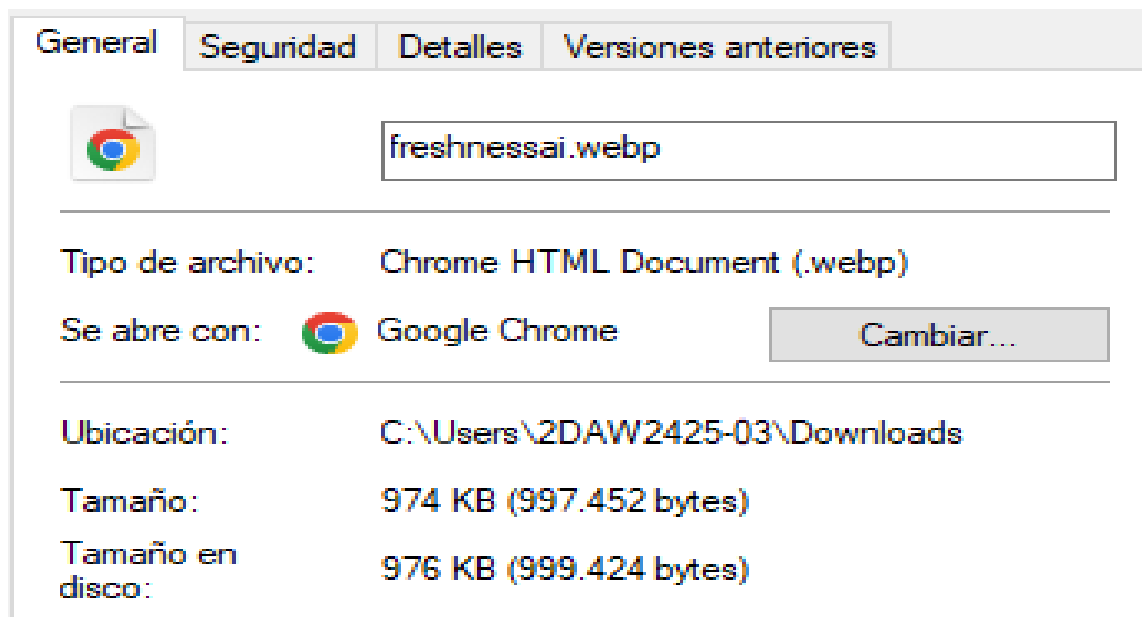 General Seguridad Detalles Versiones anteriores
freshnessai.webp
Tipo de archivo: Chrome HTML Document (.webp)
Se abre con: Google Chrome Cambiar...
Ubicación: C:\Users\2DAW2425-03\Downloads
Tamaño: 974 KB (997.452 bytes)
Tamaño en
disco: 976 KB (999.424 bytes)